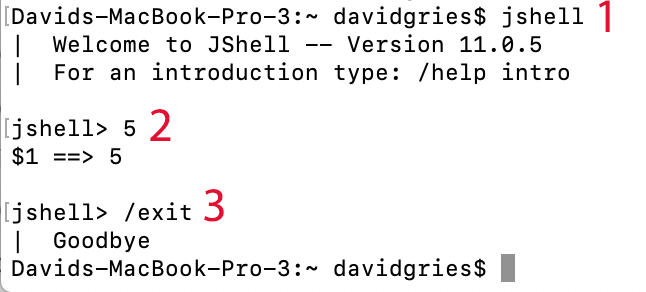 [Davids-MacBook-Pro-3:~ davidgries$ jshell 1
|  Welcome to JShell -- Version 11.0.5
|  For an introduction type: /help intro
[jshell> 5 2
$1 ==> 5
[jshell> /exit 3
|  Goodbye
Davids-MacBook-Pro-3:~ davidgries$